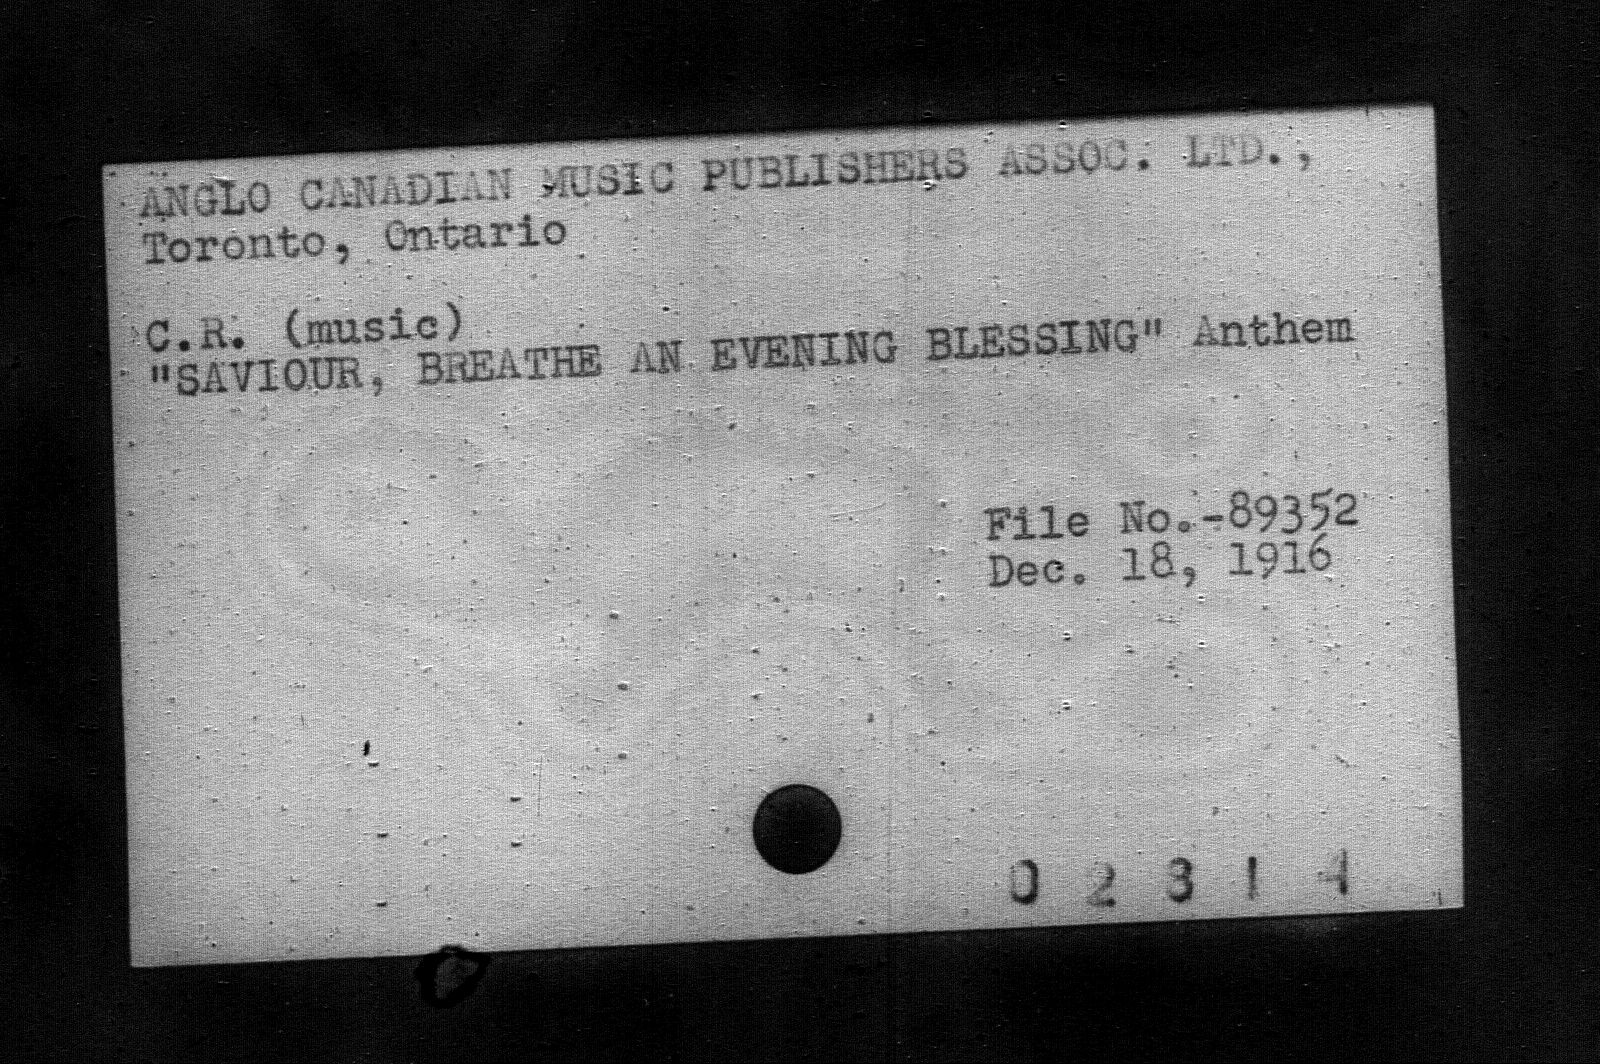 ANGLO CANADIAN MUSIC PUBLISHERS ASSOC. LTD.,
Toronto, Ontario
C.R. (music)
"SAVIOUR, BREATHE AN EVENING BLESSING" Anthem
File No.-89352
Dec. 18, 1916
0 2 3 1 4